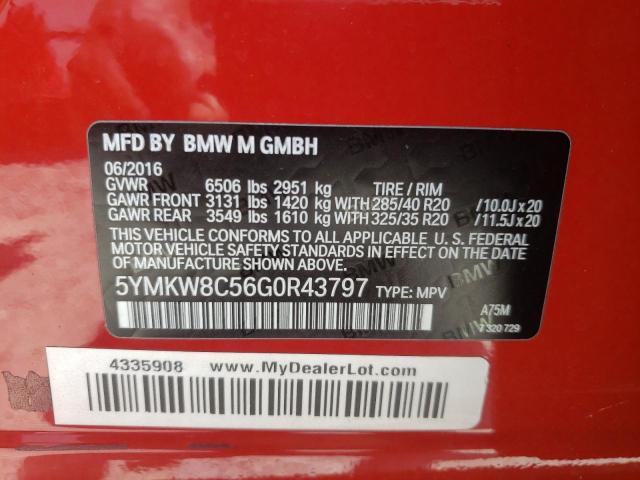 MFD BY BMW M GMBH
06/2016
GVWR 6506 lbs 2951 kg TIRE / RIM
GAWR FRONT 3131 lbs 1420 kg WITH 285/40 R20 /10.0J x 20
GAWR REAR 3549 lbs 1610 kg WITH 325/35 R20 /11.5J x 20
THIS VEHICLE CONFORMS TO ALL APPLICABLE U. S. FEDERAL
MOTOR VEHICLE SAFETY STANDARDS IN EFFECT ON THE DATE
OF MANUFACTURE SHOWN ABOVE.
5YMKW8C56G0R43797 TYPE: MPV
A75M
7 320 729
4335908 www.MyDealerLot.com